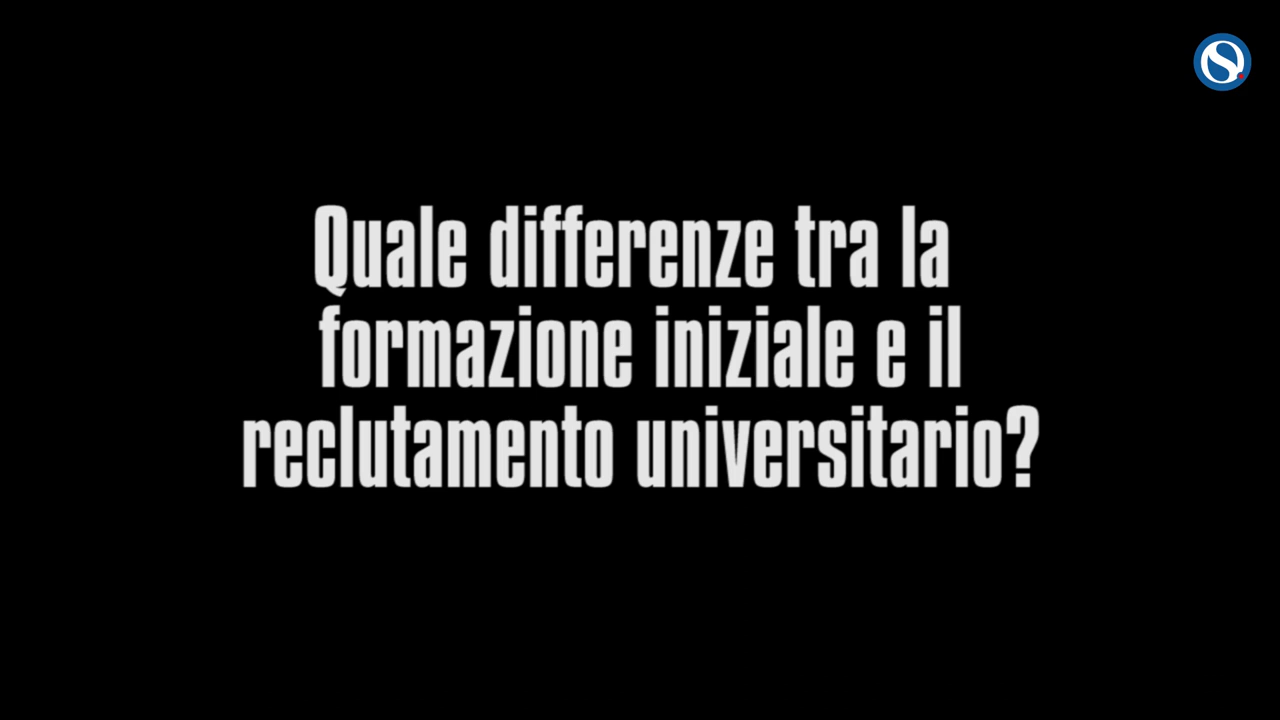 Quale differenze tra la
formazione iniziale e il
reclutamento universitario?
S